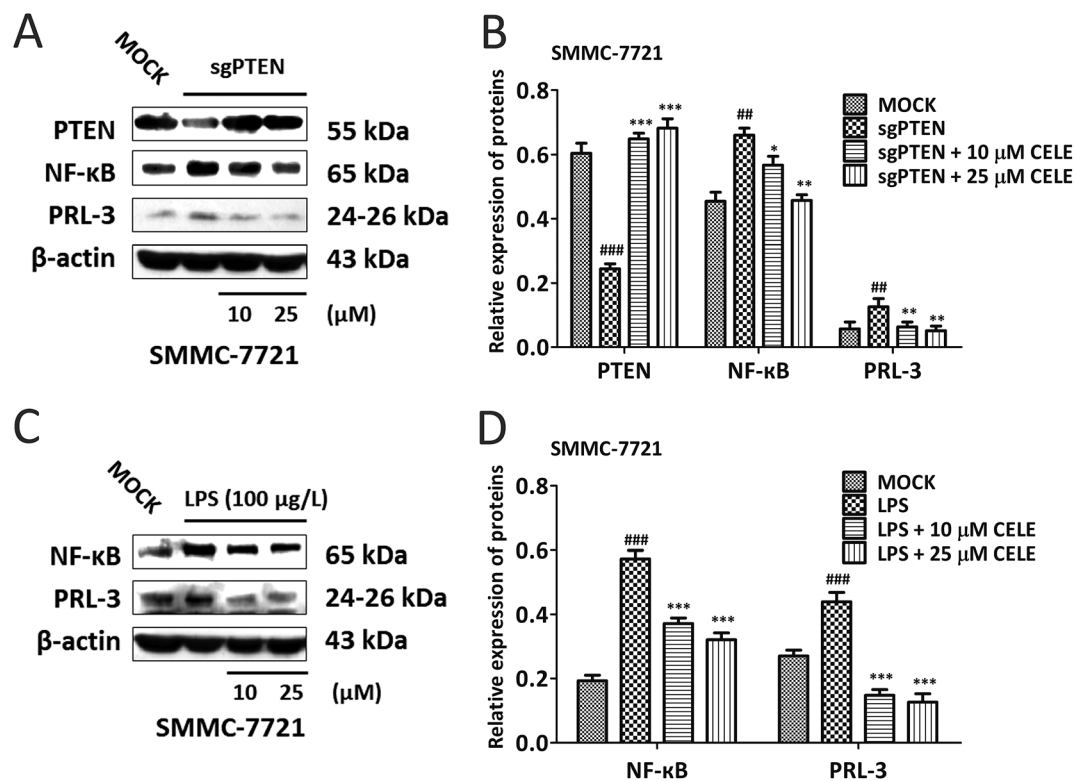 A
MOCK
sgPTEN
PTEN
55 kDa
NF-κB
65 kDa
PRL-3
24-26 kDa
β-actin
43 kDa
10 25 (μM)
SMMC-7721
B
SMMC-7721
Relative expression of proteins
0.8
0.6
0.4
0.2
0.0
MOCK
sgPTEN
sgPTEN + 10 μM CELE
sgPTEN + 25 μM CELE
###
***
***
##
*
**
##
**
**
PTEN NF-κB PRL-3
C
MOCK
LPS (100 μg/L)
NF-κB
65 kDa
PRL-3
24-26 kDa
β-actin
43 kDa
10 25 (μM)
SMMC-7721
D
SMMC-7721
Relative expression of proteins
0.8
0.6
0.4
0.2
0.0
MOCK
LPS
LPS + 10 μM CELE
LPS + 25 μM CELE
###
***
***
###
***
***
NF-κB PRL-3